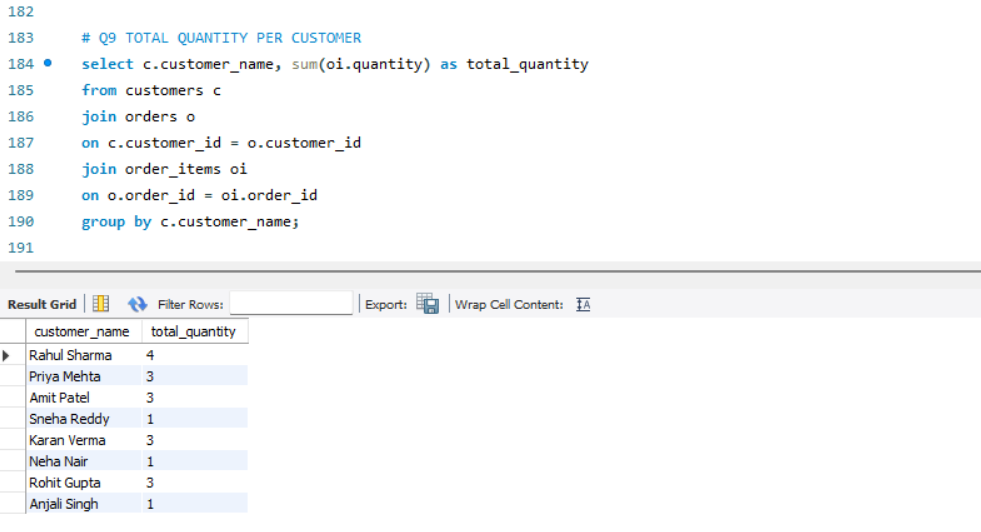 182
183 # Q9 TOTAL QUANTITY PER CUSTOMER
184 select c.customer_name, sum(oi.quantity) as total_quantity
185 from customers c
186 join orders o
187 on c.customer_id = o.customer_id
188 join order_items oi
189 on o.order_id = oi.order_id
190 group by c.customer_name;
191
Result Grid Filter Rows: Export: Wrap Cell Content:
customer_name total_quantity
Rahul Sharma 4
Priya Mehta 3
Amit Patel 3
Sneha Reddy 1
Karan Verma 3
Neha Nair 1
Rohit Gupta 3
Anjali Singh 1